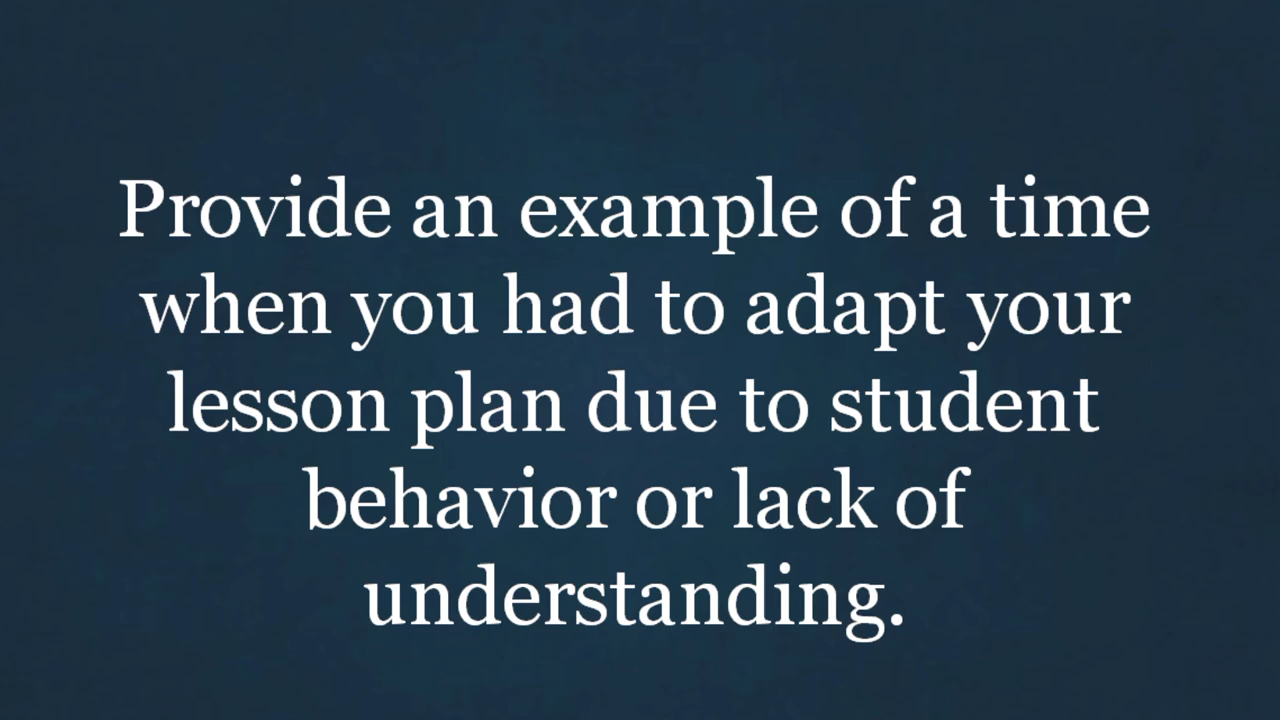 Provide an example of a time
when you had to adapt your
lesson plan due to student
behavior or lack of
understanding.